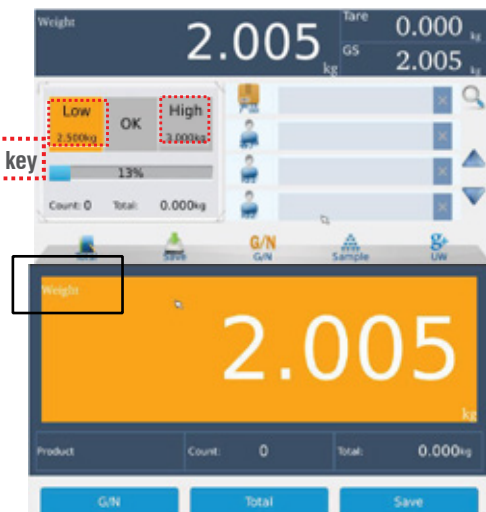 Weight
2.005 kg
Tare 0.000 kg
GS 2.005 kg
Low OK High
2.500kg 3.000kg
key
13%
Count: 0 Total: 0.000kg
Total Save G/N Sample UW
G/N
Weight
2.005
kg
Product Count: 0 Total: 0.000kg
G/N Total Save